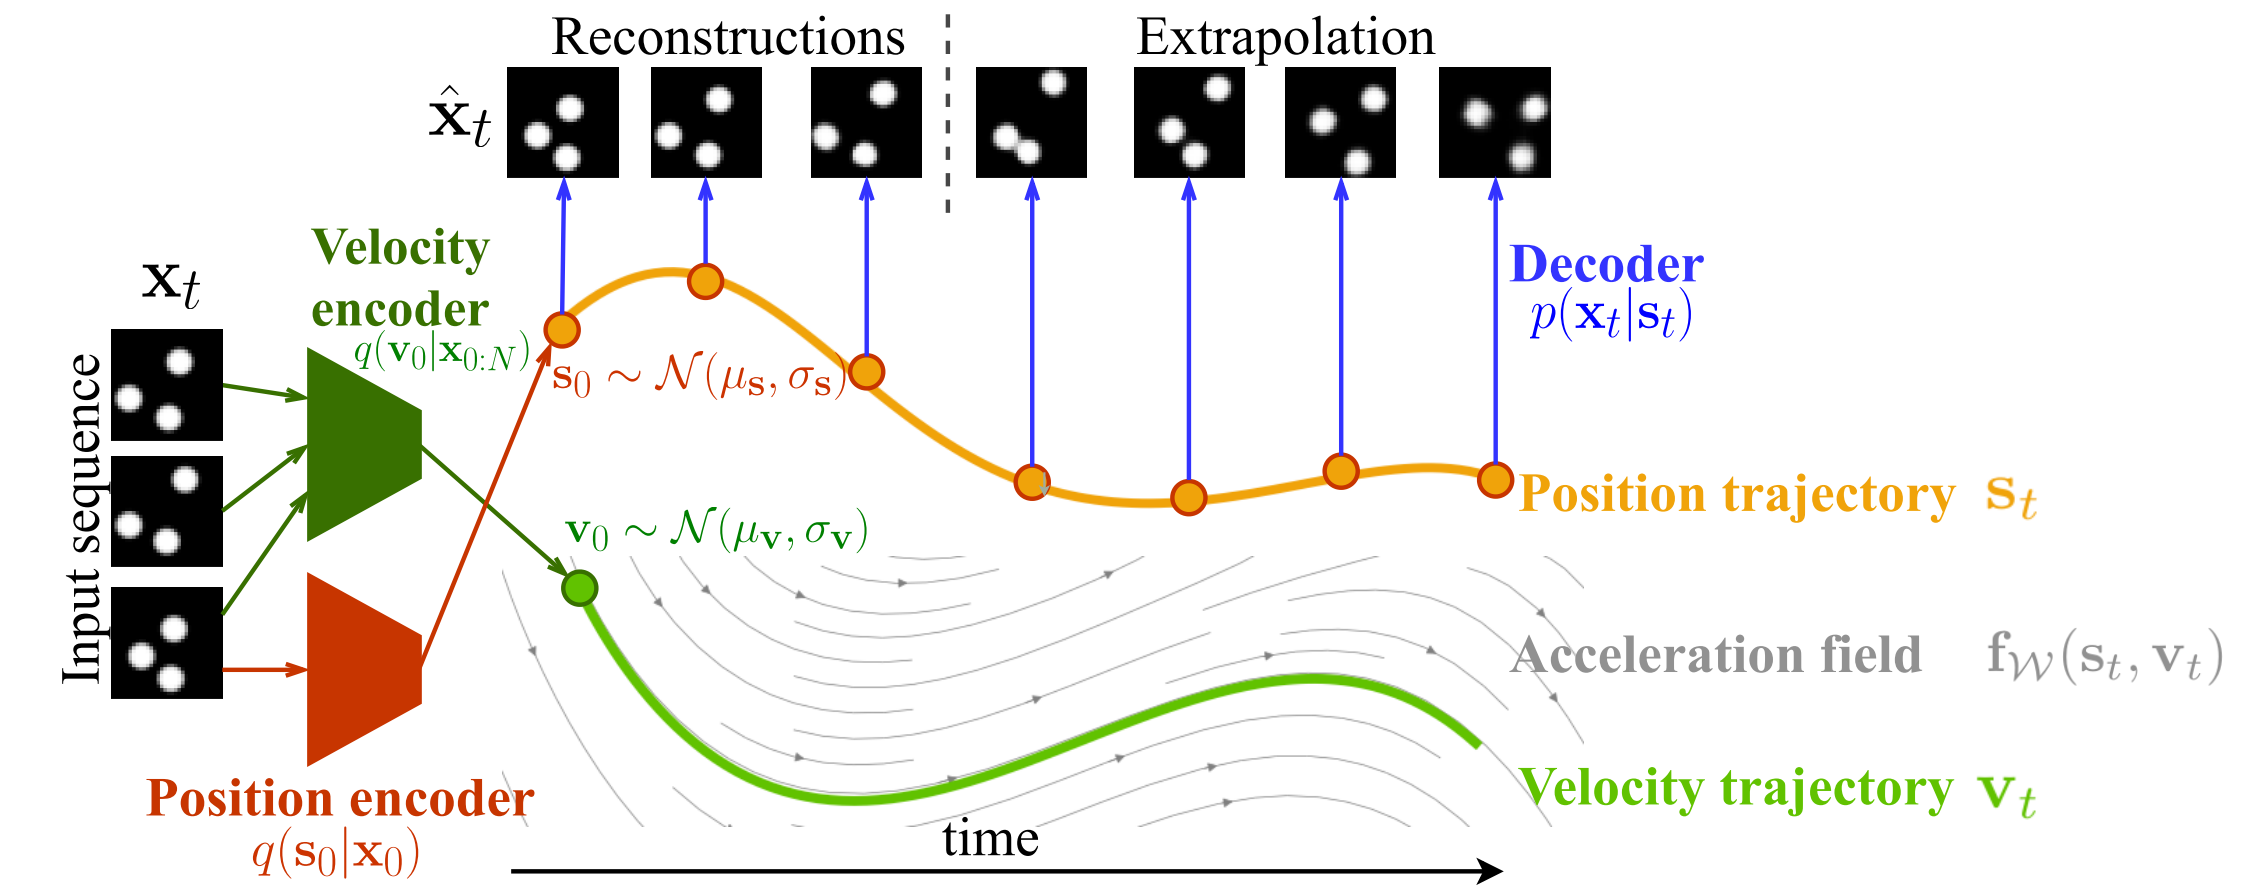 Reconstructions
Extrapolation
x̂_t
Velocity
encoder
q(v_0|x_{0:N})
x_t
Input sequence
s_0 ∼ 𝒩(μ_s, σ_s)
Decoder
p(x_t|s_t)
Position trajectory s_t
v_0 ∼ 𝒩(μ_v, σ_v)
Acceleration field f_𝒲(s_t, v_t)
Velocity trajectory v_t
Position encoder
q(s_0|x_0)
time